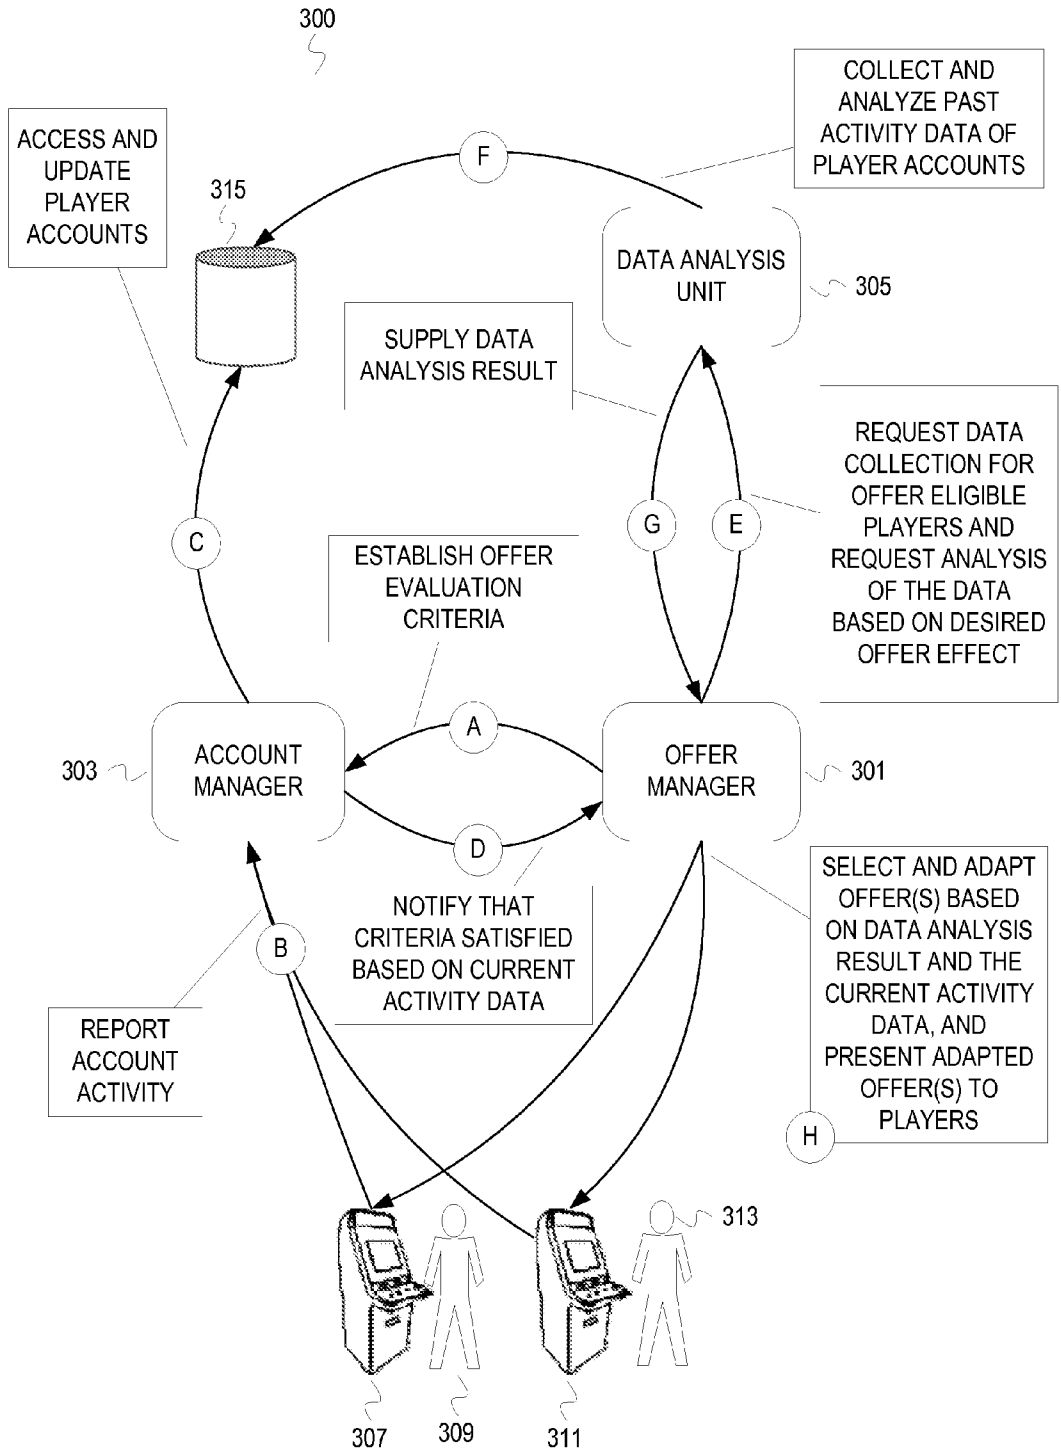 300
COLLECT AND
ANALYZE PAST
ACTIVITY DATA OF
PLAYER ACCOUNTS
ACCESS AND
UPDATE
PLAYER
ACCOUNTS
F
315
DATA ANALYSIS
UNIT
305
SUPPLY DATA
ANALYSIS RESULT
REQUEST DATA
COLLECTION FOR
OFFER ELIGIBLE
PLAYERS AND
REQUEST ANALYSIS
OF THE DATA
BASED ON DESIRED
OFFER EFFECT
G
E
C
ESTABLISH OFFER
EVALUATION
CRITERIA
A
ACCOUNT
MANAGER
303
OFFER
MANAGER
301
D
NOTIFY THAT
CRITERIA SATISFIED
BASED ON CURRENT
ACTIVITY DATA
SELECT AND ADAPT
OFFER(S) BASED
ON DATA ANALYSIS
RESULT AND THE
CURRENT ACTIVITY
DATA, AND
PRESENT ADAPTED
OFFER(S) TO
PLAYERS
H
B
REPORT
ACCOUNT
ACTIVITY
313
307
309
311